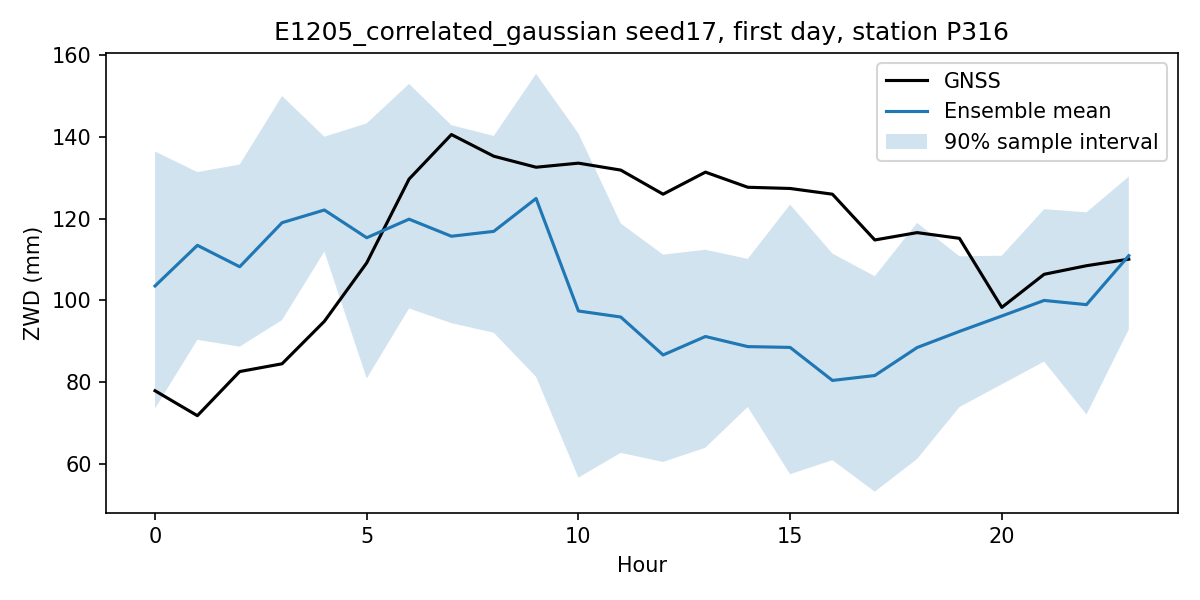 E1205_correlated_gaussian seed17, first day, station P316
ZWD (mm)
160
140
120
100
80
60
GNSS
Ensemble mean
90% sample interval
0 5 10 15 20
Hour